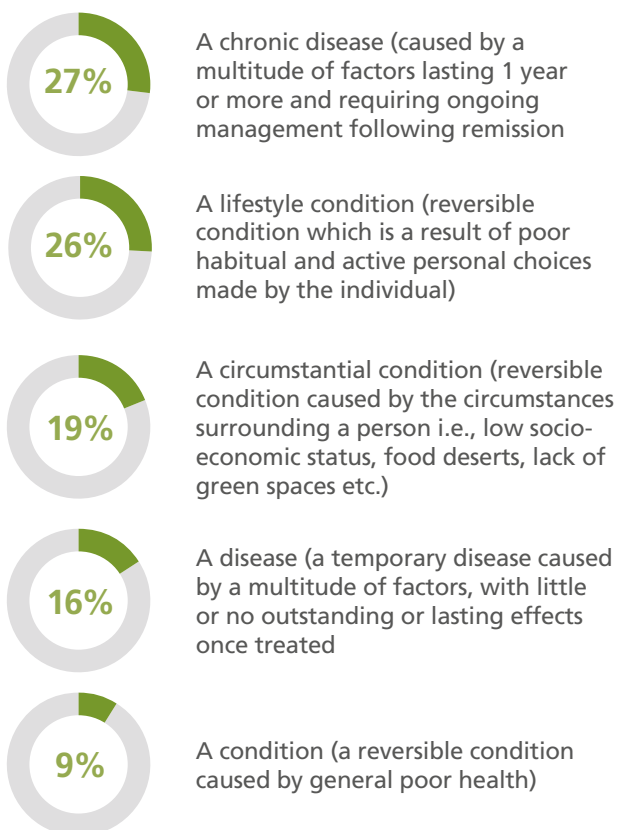 27%
A chronic disease (caused by a
multitude of factors lasting 1 year
or more and requiring ongoing
management following remission
26%
A lifestyle condition (reversible
condition which is a result of poor
habitual and active personal choices
made by the individual)
19%
A circumstantial condition (reversible
condition caused by the circumstances
surrounding a person i.e., low socio-
economic status, food deserts, lack of
green spaces etc.)
16%
A disease (a temporary disease caused
by a multitude of factors, with little
or no outstanding or lasting effects
once treated
9%
A condition (a reversible condition
caused by general poor health)